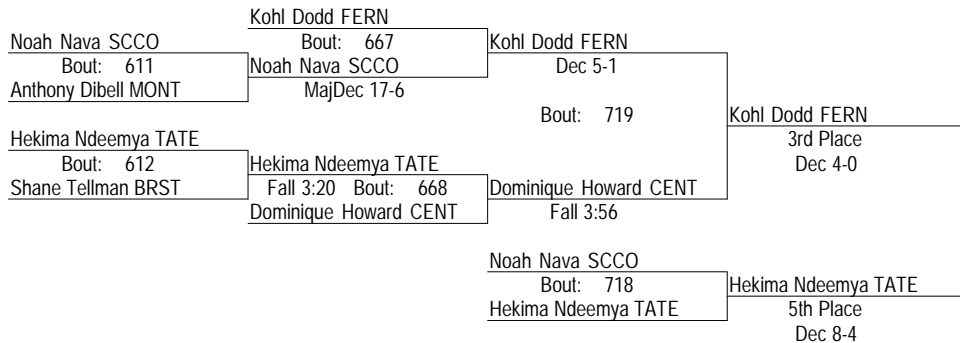 Kohl Dodd FERN
Noah Nava SCCO
Bout: 667
Kohl Dodd FERN
Bout: 611
Noah Nava SCCO
Dec 5-1
Anthony Dibell MONT
MajDec 17-6
Bout: 719
Kohl Dodd FERN
Hekima Ndeemya TATE
3rd Place
Bout: 612
Hekima Ndeemya TATE
Dec 4-0
Shane Tellman BRST
Fall 3:20 Bout: 668
Dominique Howard CENT
Dominique Howard CENT
Fall 3:56
Noah Nava SCCO
Bout: 718
Hekima Ndeemya TATE
Hekima Ndeemya TATE
5th Place
Dec 8-4